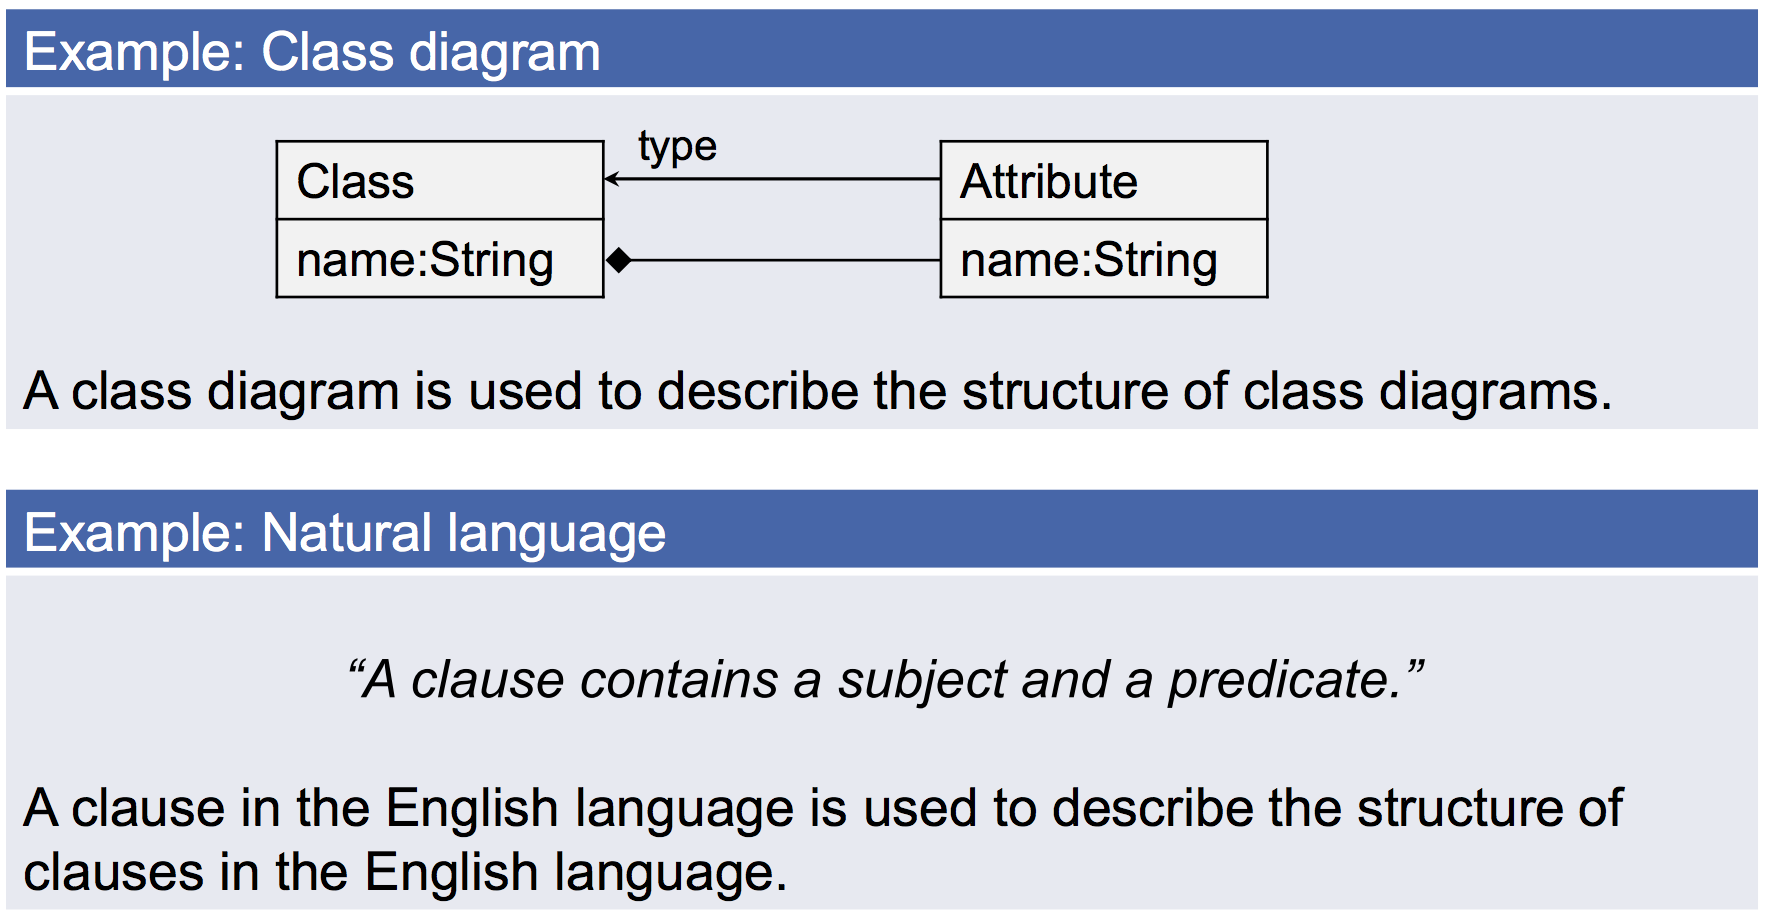 Example: Class diagram
type
Class
Attribute
name:String
name:String
A class diagram is used to describe the structure of class diagrams.
Example: Natural language
“A clause contains a subject and a predicate.”
A clause in the English language is used to describe the structure of
clauses in the English language.